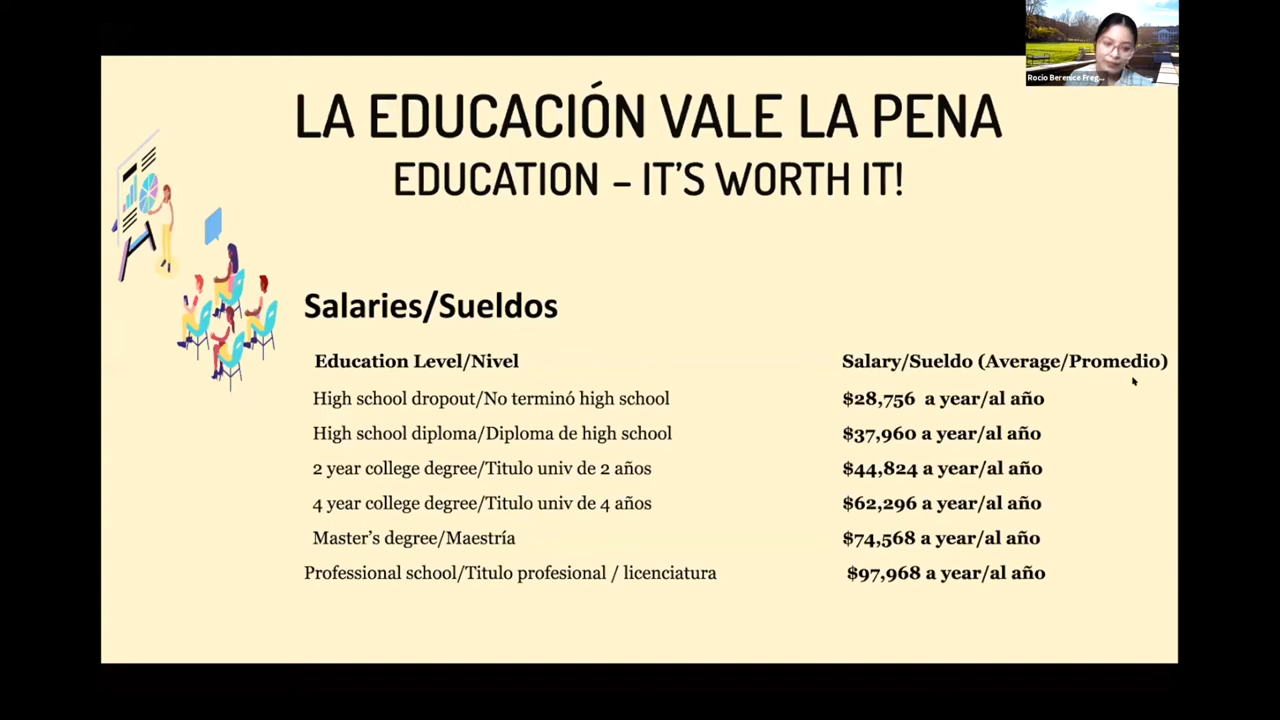 Rocio Berenice Freg...
LA EDUCACIÓN VALE LA PENA
EDUCATION – IT'S WORTH IT!
Salaries/Sueldos
Education Level/Nivel Salary/Sueldo (Average/Promedio)
High school dropout/No terminó high school $28,756 a year/al año
High school diploma/Diploma de high school $37,960 a year/al año
2 year college degree/Titulo univ de 2 años $44,824 a year/al año
4 year college degree/Titulo univ de 4 años $62,296 a year/al año
Master's degree/Maestría $74,568 a year/al año
Professional school/Titulo profesional / licenciatura $97,968 a year/al año